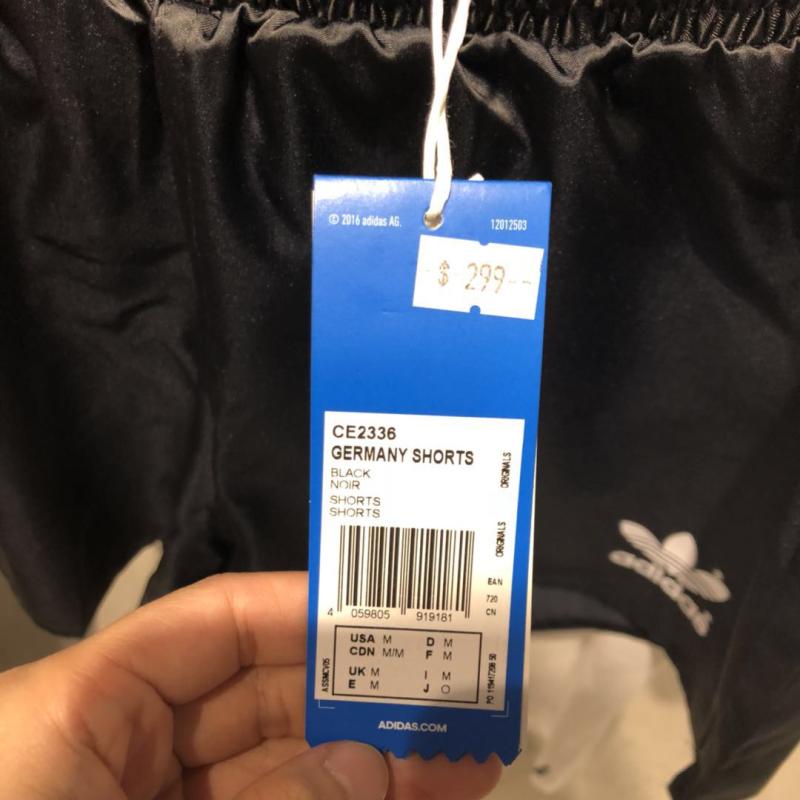 © 2016 adidas AG.
12012503
$ 299--
CE2336
GERMANY SHORTS
BLACK
NOIR
SHORTS
SHORTS
ORIGINALS
ORIGINALS
EAN
720
CN
4 059805 919181
USA M D M
CDN M/M F M
UK M I M
E M J O
ASSMCV05
ADIDAS.COM
adidas